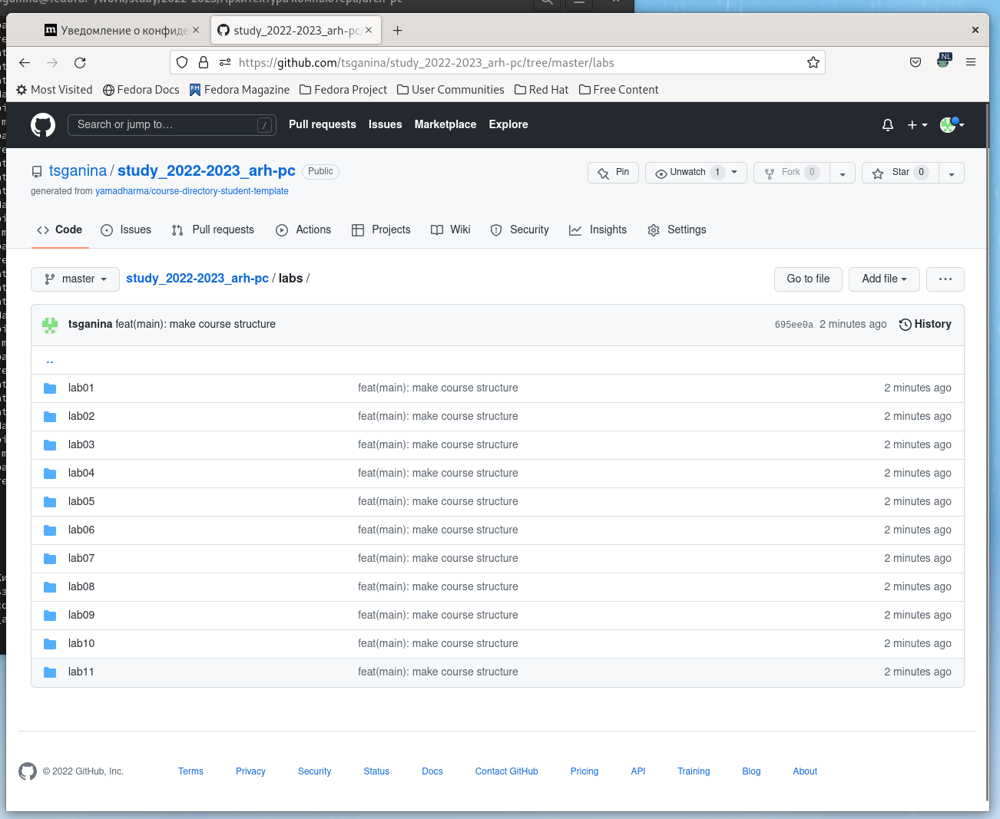 Уведомление о конфиде
study_2022-2023_arh-pc/
https://github.com/tsganina/study_2022-2023_arh-pc/tree/master/labs
NL
Most Visited Fedora Docs Fedora Magazine Fedora Project User Communities Red Hat Free Content
Search or jump to… / Pull requests Issues Marketplace Explore
tsganina / study_2022-2023_arh-pc Public Pin Unwatch 1 Fork 0 Star 0
generated from yamadharma/course-directory-student-template
Code Issues Pull requests Actions Projects Wiki Security Insights Settings
master study_2022-2023_arh-pc / labs / Go to file Add file ...
tsganina feat(main): make course structure 695ee0a 2 minutes ago History
..
lab01 feat(main): make course structure 2 minutes ago
lab02 feat(main): make course structure 2 minutes ago
lab03 feat(main): make course structure 2 minutes ago
lab04 feat(main): make course structure 2 minutes ago
lab05 feat(main): make course structure 2 minutes ago
lab06 feat(main): make course structure 2 minutes ago
lab07 feat(main): make course structure 2 minutes ago
lab08 feat(main): make course structure 2 minutes ago
lab09 feat(main): make course structure 2 minutes ago
lab10 feat(main): make course structure 2 minutes ago
lab11 feat(main): make course structure 2 minutes ago
© 2022 GitHub, Inc. Terms Privacy Security Status Docs Contact GitHub Pricing API Training Blog About